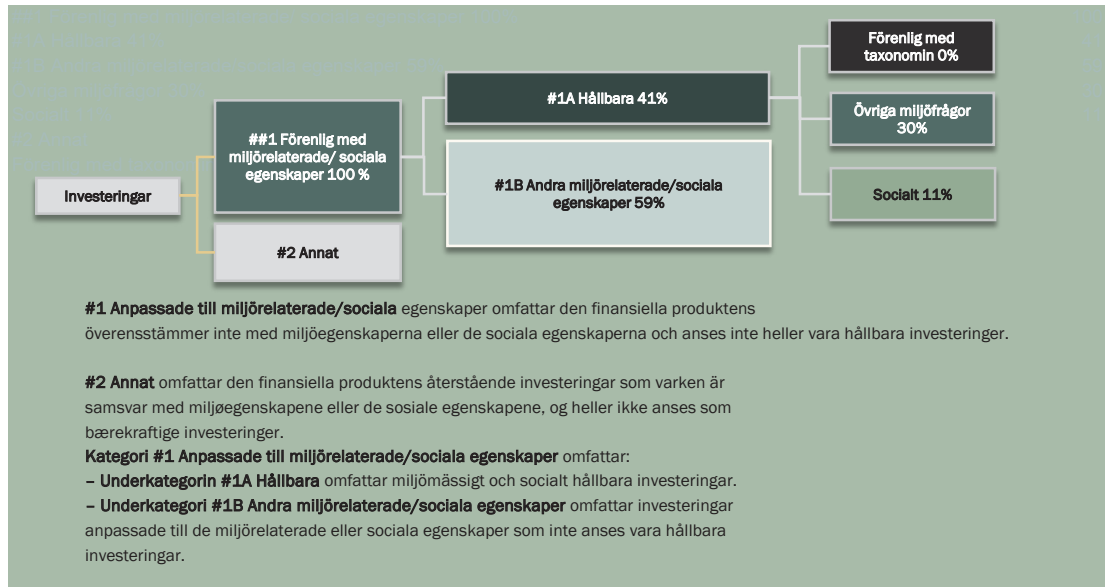 Investeringar
##1 Förenlig med
miljörelaterade/ sociala
egenskaper 100 %
#2 Annat
#1A Hållbara 41%
#1B Andra miljörelaterade/sociala
egenskaper 59%
Förenlig med
taxonomin 0%
Övriga miljöfrågor
30%
Socialt 11%
#1 Anpassade till miljörelaterade/sociala egenskaper omfattar den finansiella produktens
överensstämmer inte med miljöegenskaperna eller de sociala egenskaperna och anses inte heller vara hållbara investeringer.
#2 Annat omfattar den finansiella produktens återstående investeringar som varken är
samsvar med miljøegenskapene eller de sosiale egenskapene, og heller ikke anses som
bærekraftige investeringer.
Kategori #1 Anpassade till miljörelaterade/sociala egenskaper omfattar:
– Underkategorin #1A Hållbara omfattar miljömässigt och socialt hållbara investeringar.
– Underkategori #1B Andra miljörelaterade/sociala egenskaper omfattar investeringar
anpassade till de miljörelaterade eller sociala egenskaper som inte anses vara hållbara
investeringar.